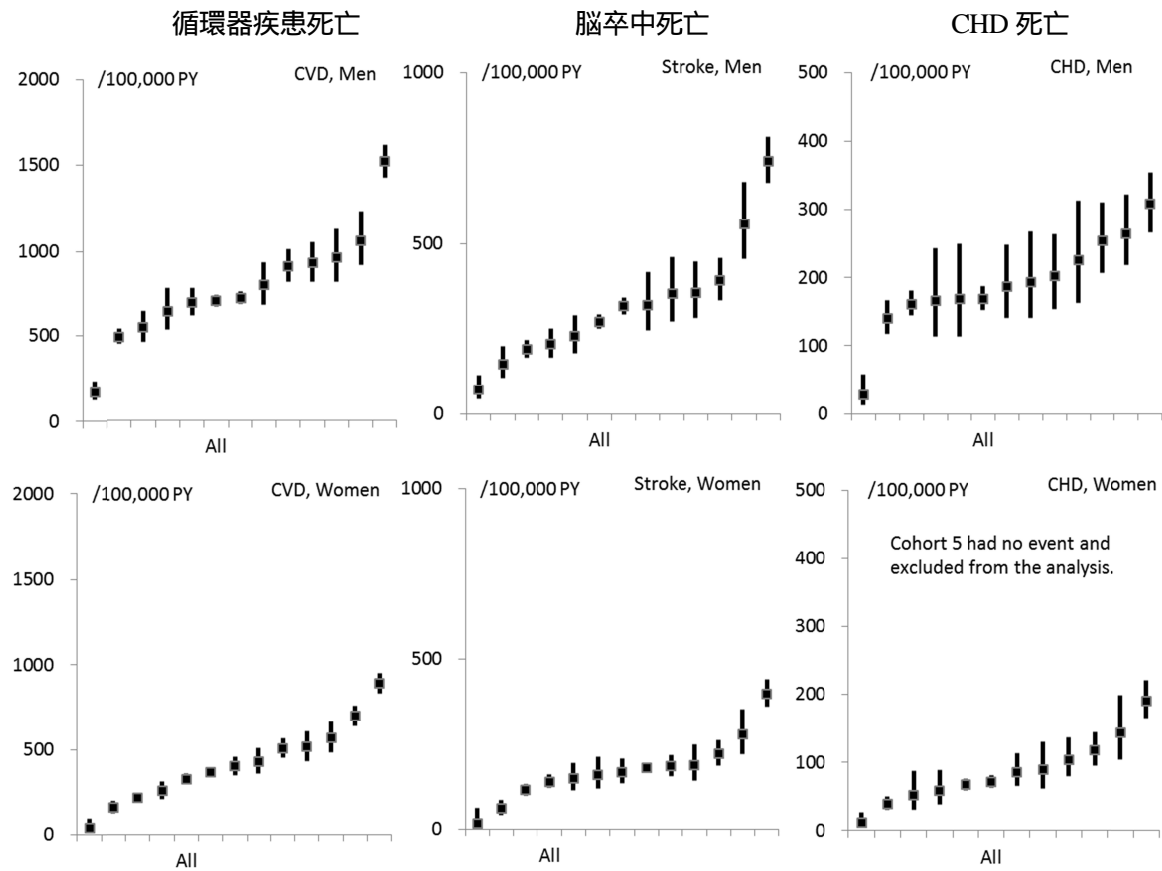 循環器疾患死亡
脳卒中死亡
CHD 死亡
/100,000 PY
CVD, Men
2000
1500
1000
500
0
All
/100,000 PY
Stroke, Men
1000
500
0
All
/100,000 PY
CHD, Men
500
400
300
200
100
0
All
/100,000 PY
CVD, Women
2000
1500
1000
500
0
All
/100,000 PY
Stroke, Women
1000
500
0
All
/100,000 PY
CHD, Women
Cohort 5 had no event and
excluded from the analysis.
500
400
300
200
100
0
All